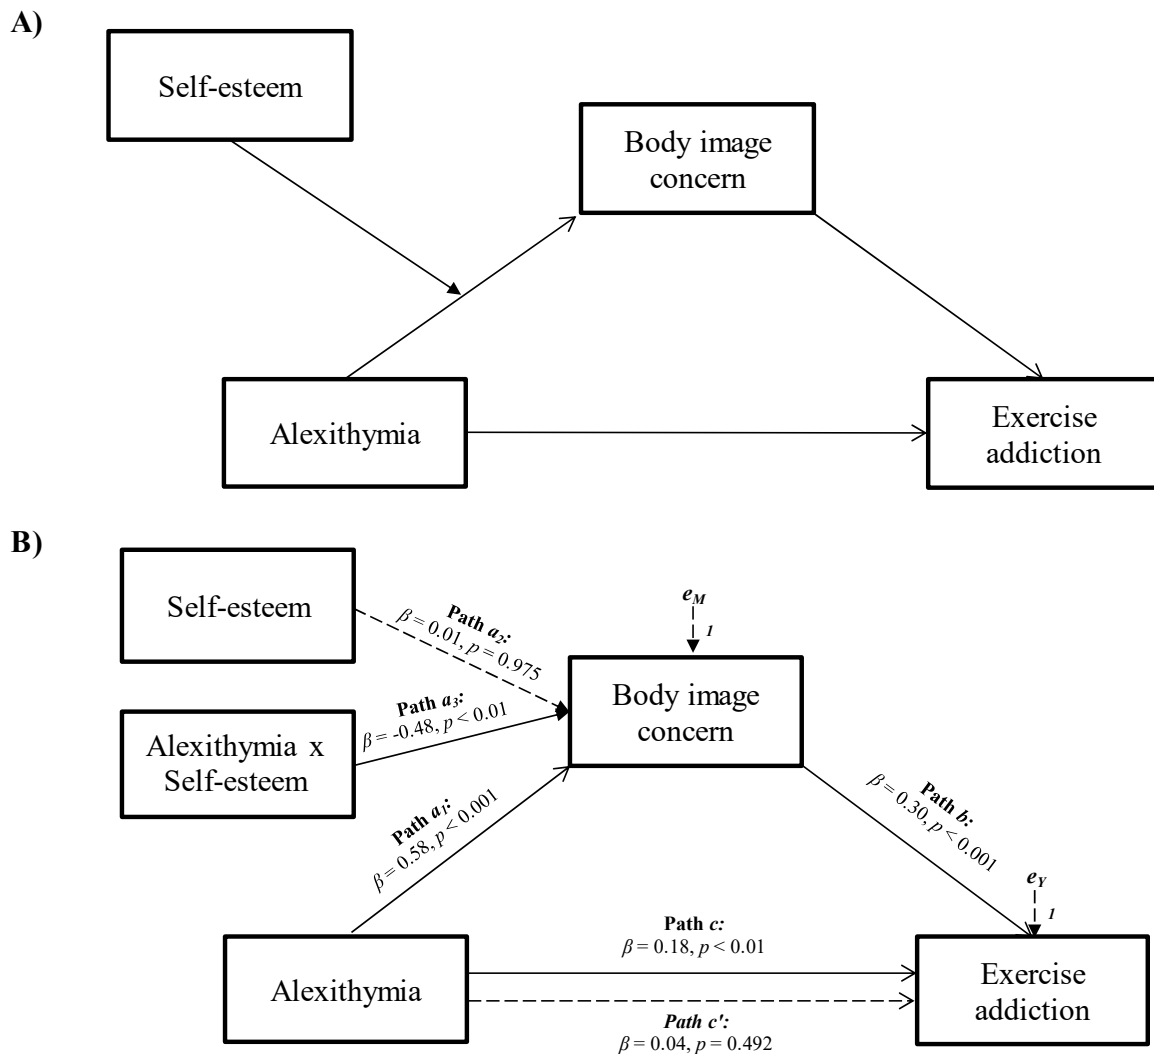 A)
Self-esteem
Body image
concern
Alexithymia
Exercise
addiction
B)
Self-esteem
Path a₂:
β = 0.01, p = 0.975
e_M
1
Body image
concern
Alexithymia x
Self-esteem
Path a₃:
β = -0.48, p < 0.01
Path a₁:
β = 0.58, p < 0.001
Path b:
β = 0.30, p < 0.001
e_Y
1
Alexithymia
Path c:
β = 0.18, p < 0.01
Path c':
β = 0.04, p = 0.492
Exercise
addiction